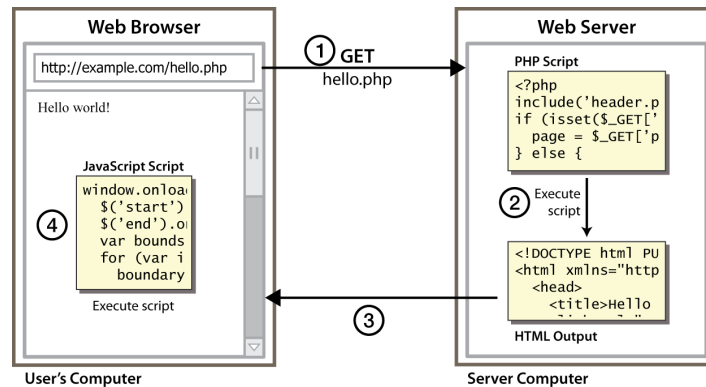 Web Browser
http://example.com/hello.php
Hello world!
JavaScript Script
window.onloa
$('start')
$('end').o
var bounds
for (var i
boundary
4
Execute script
User's Computer
1 GET
hello.php
3
Web Server
PHP Script
<?php
include('header.p
if (isset($_GET['
page = $_GET['p
} else {
2
Execute
script
<!DOCTYPE html PU
<html xmlns="http
<head>
<title>Hello
HTML Output
Server Computer